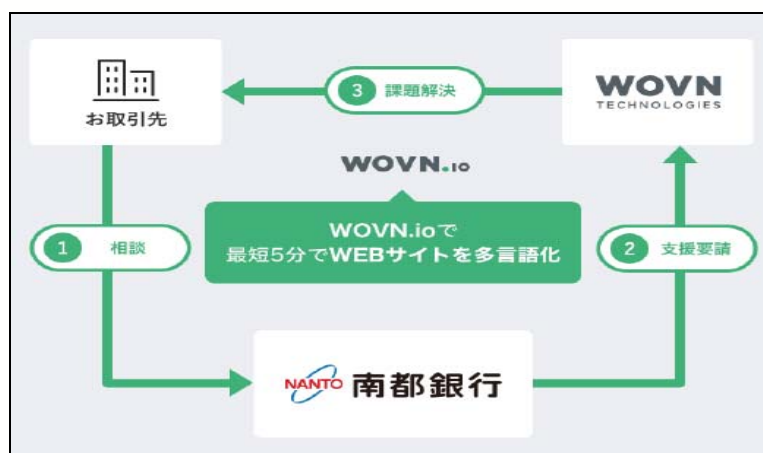 お取引先
3 課題解決
WOVN
TECHNOLOGIES
WOVN.io
WOVN.ioで
最短5分でWEBサイトを多言語化
1 相談
2 支援要請
NANTO 南都銀行